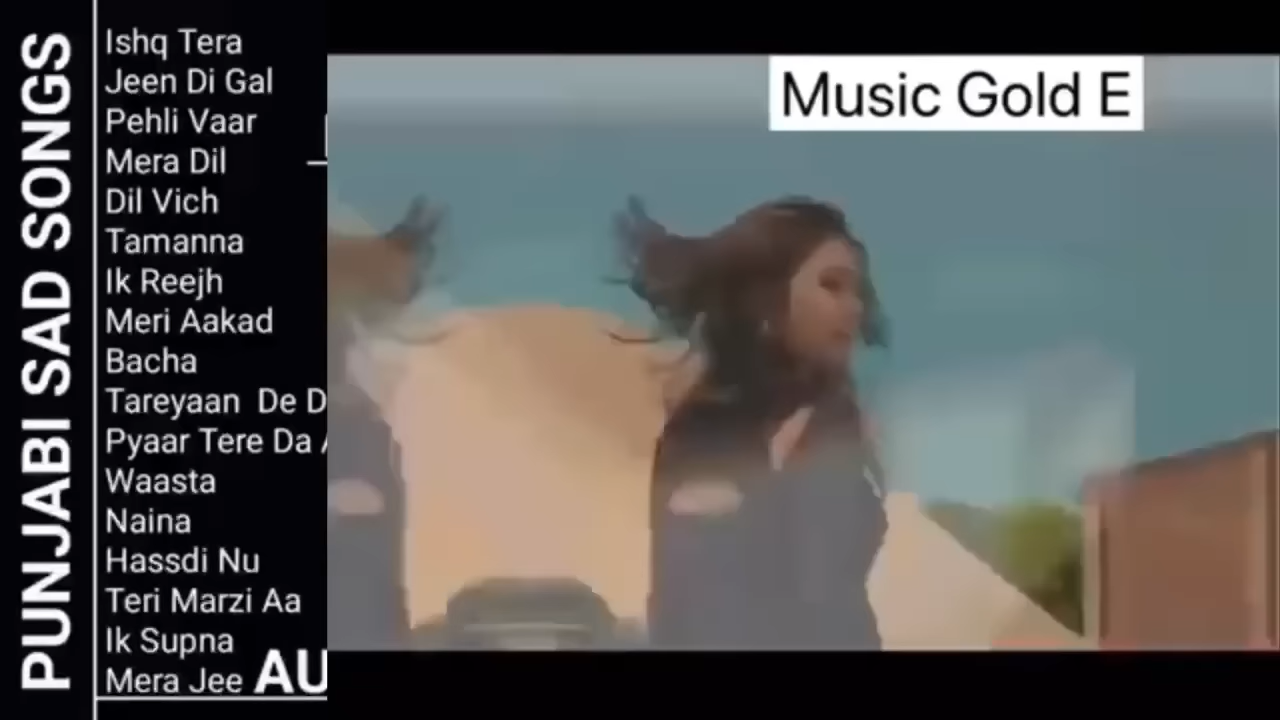 PUNJABI SAD SONGS
Ishq Tera
Jeen Di Gal
Pehli Vaar
Mera Dil
Dil Vich
Tamanna
Ik Reejh
Meri Aakad
Bacha
Tareyaan De D
Pyaar Tere Da
Waasta
Naina
Hassdi Nu
Teri Marzi Aa
Ik Supna
Mera Jee
AU
Music Gold E